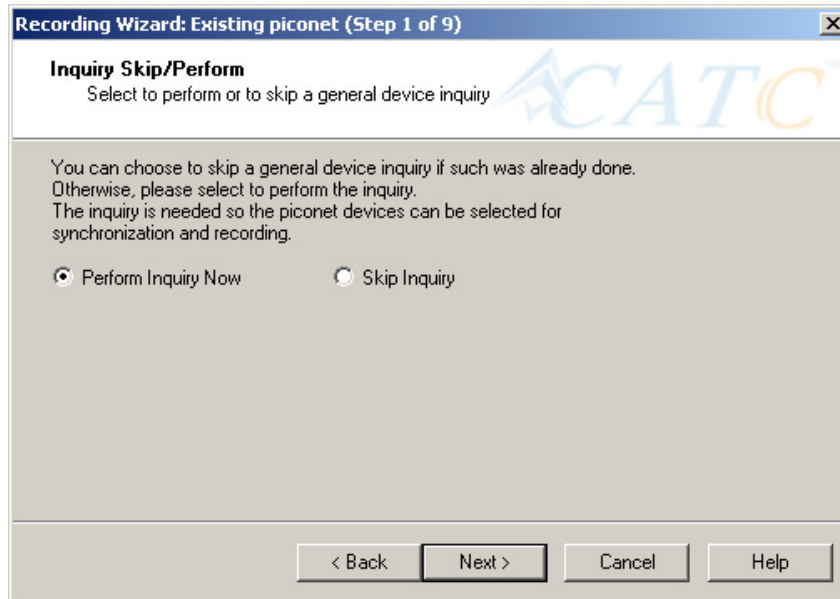 Recording Wizard: Existing piconet (Step 1 of 9)
Inquiry Skip/Perform
Select to perform or to skip a general device inquiry
CATC
You can choose to skip a general device inquiry if such was already done.
Otherwise, please select to perform the inquiry.
The inquiry is needed so the piconet devices can be selected for
synchronization and recording.
Perform Inquiry Now Skip Inquiry
< Back Next > Cancel Help